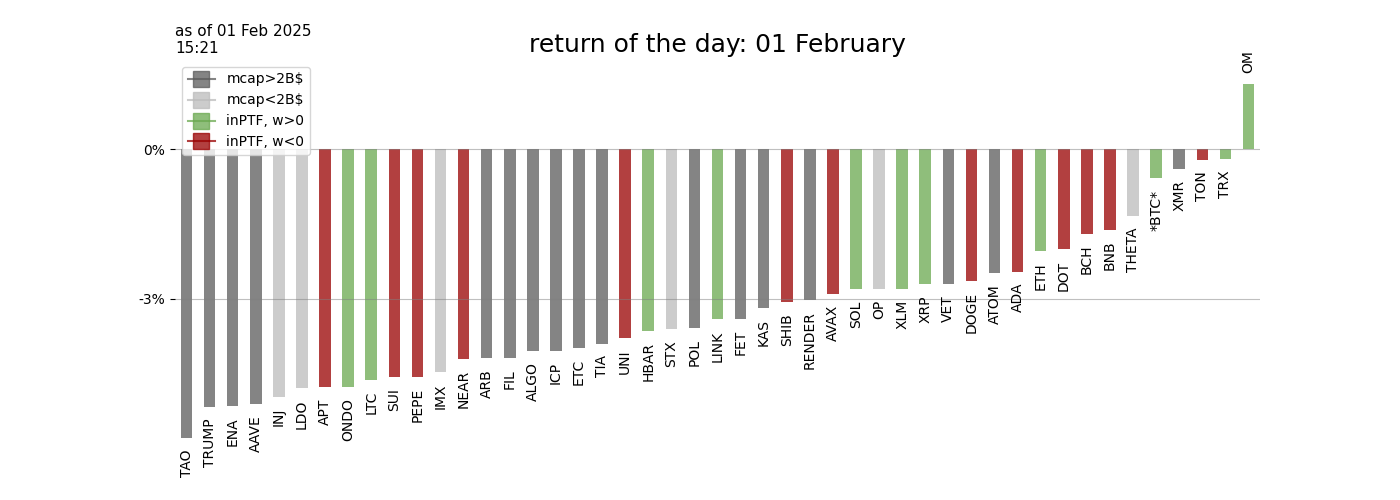 as of 01 Feb 2025
15:21
return of the day: 01 February
mcap>2B$
mcap<2B$
inPTF, w>0
inPTF, w<0
0%
-3%
TAO
TRUMP
ENA
AAVE
INJ
LDO
APT
ONDO
LTC
SUI
PEPE
IMX
NEAR
ARB
FIL
ALGO
ICP
ETC
TIA
UNI
HBAR
STX
POL
LINK
FET
KAS
SHIB
RENDER
AVAX
SOL
OP
XLM
XRP
VET
DOGE
ATOM
ADA
ETH
DOT
BCH
BNB
THETA
*BTC*
XMR
TON
TRX
OM